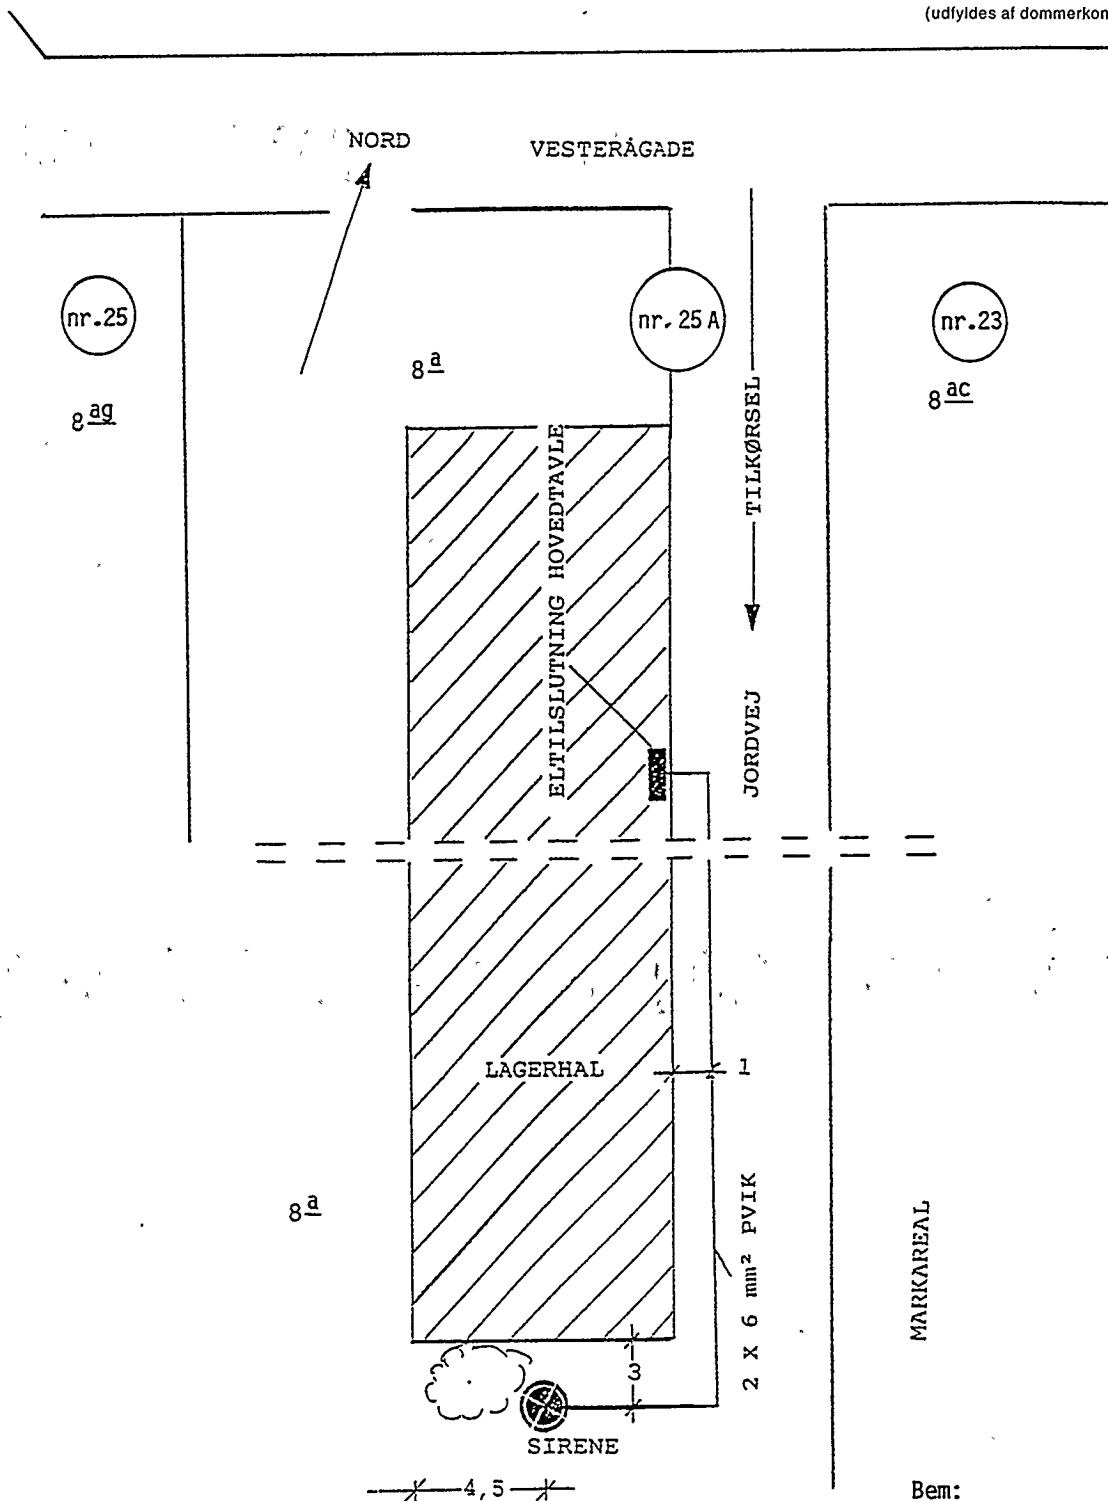 (udfyldes af dommerkon
NORD
VESTERÅGADE
nr.25
nr.25 A
nr.23
8 a
8 ag
8 ac
ELTILSLUTNING HOVEDTAVLE
TILKØRSEL
JORDVEJ
LAGERHAL
1
8 a
2 X 6 mm² PVIK
MARKAREAL
3
SIRENE
4,5
Bem: